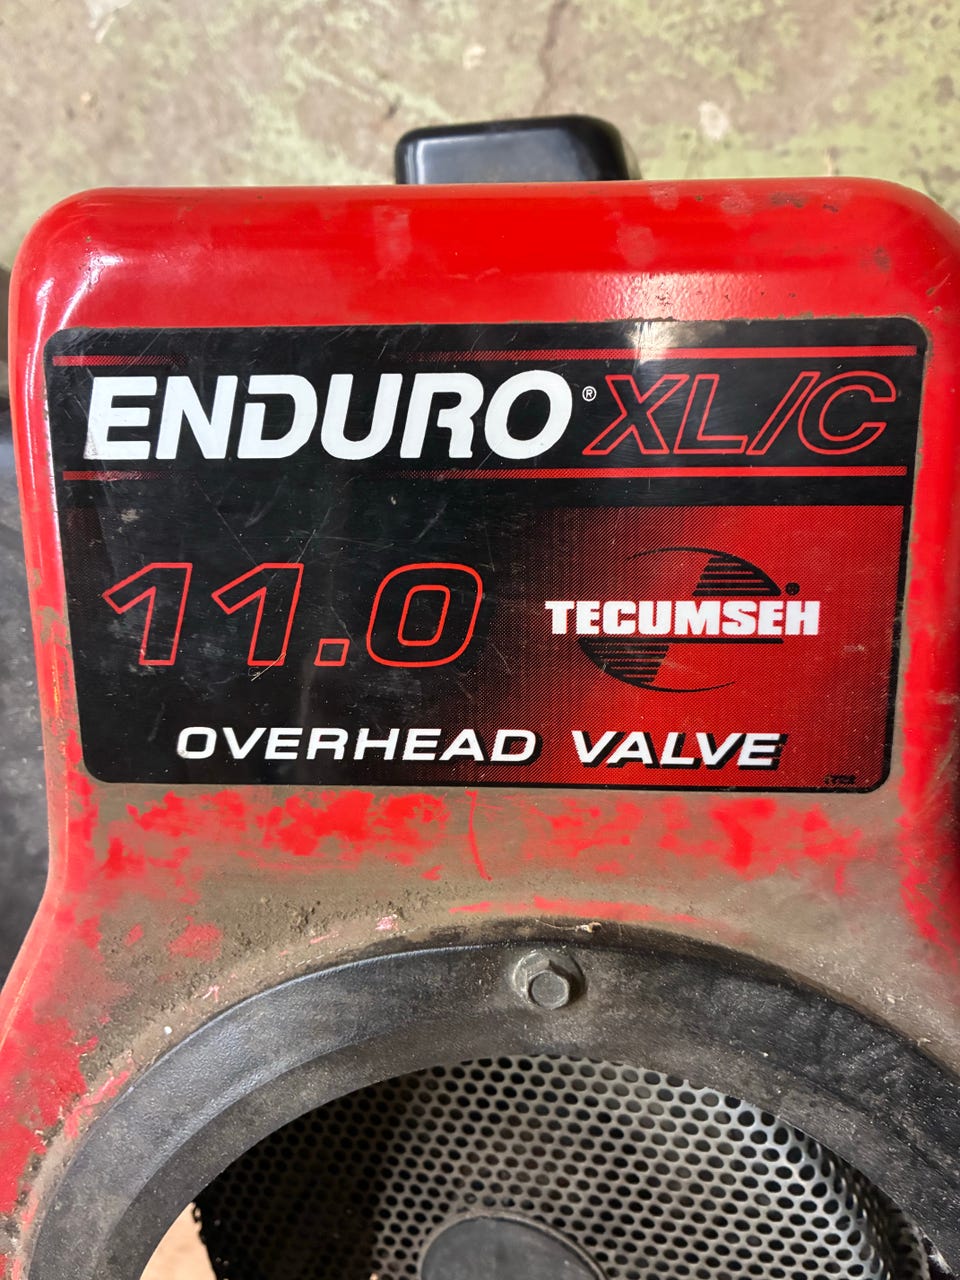 ENDURO® XL/C
11.0
TECUMSEH®
OVERHEAD VALVE